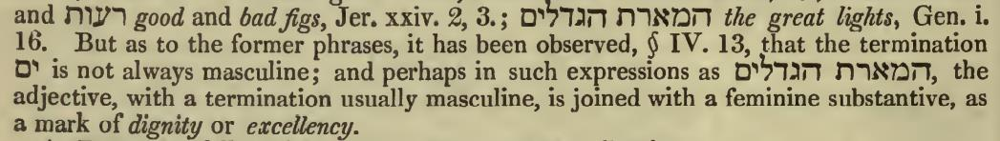 and רעות good and bad figs, Jer. xxiv. 2, 3.; המארת הגדלים the great lights, Gen. i.
16. But as to the former phrases, it has been observed, § IV. 13, that the termination
ים is not always masculine; and perhaps in such expressions as המארת הגדלים, the
adjective, with a termination usually masculine, is joined with a feminine substantive, as
a mark of dignity or excellency.